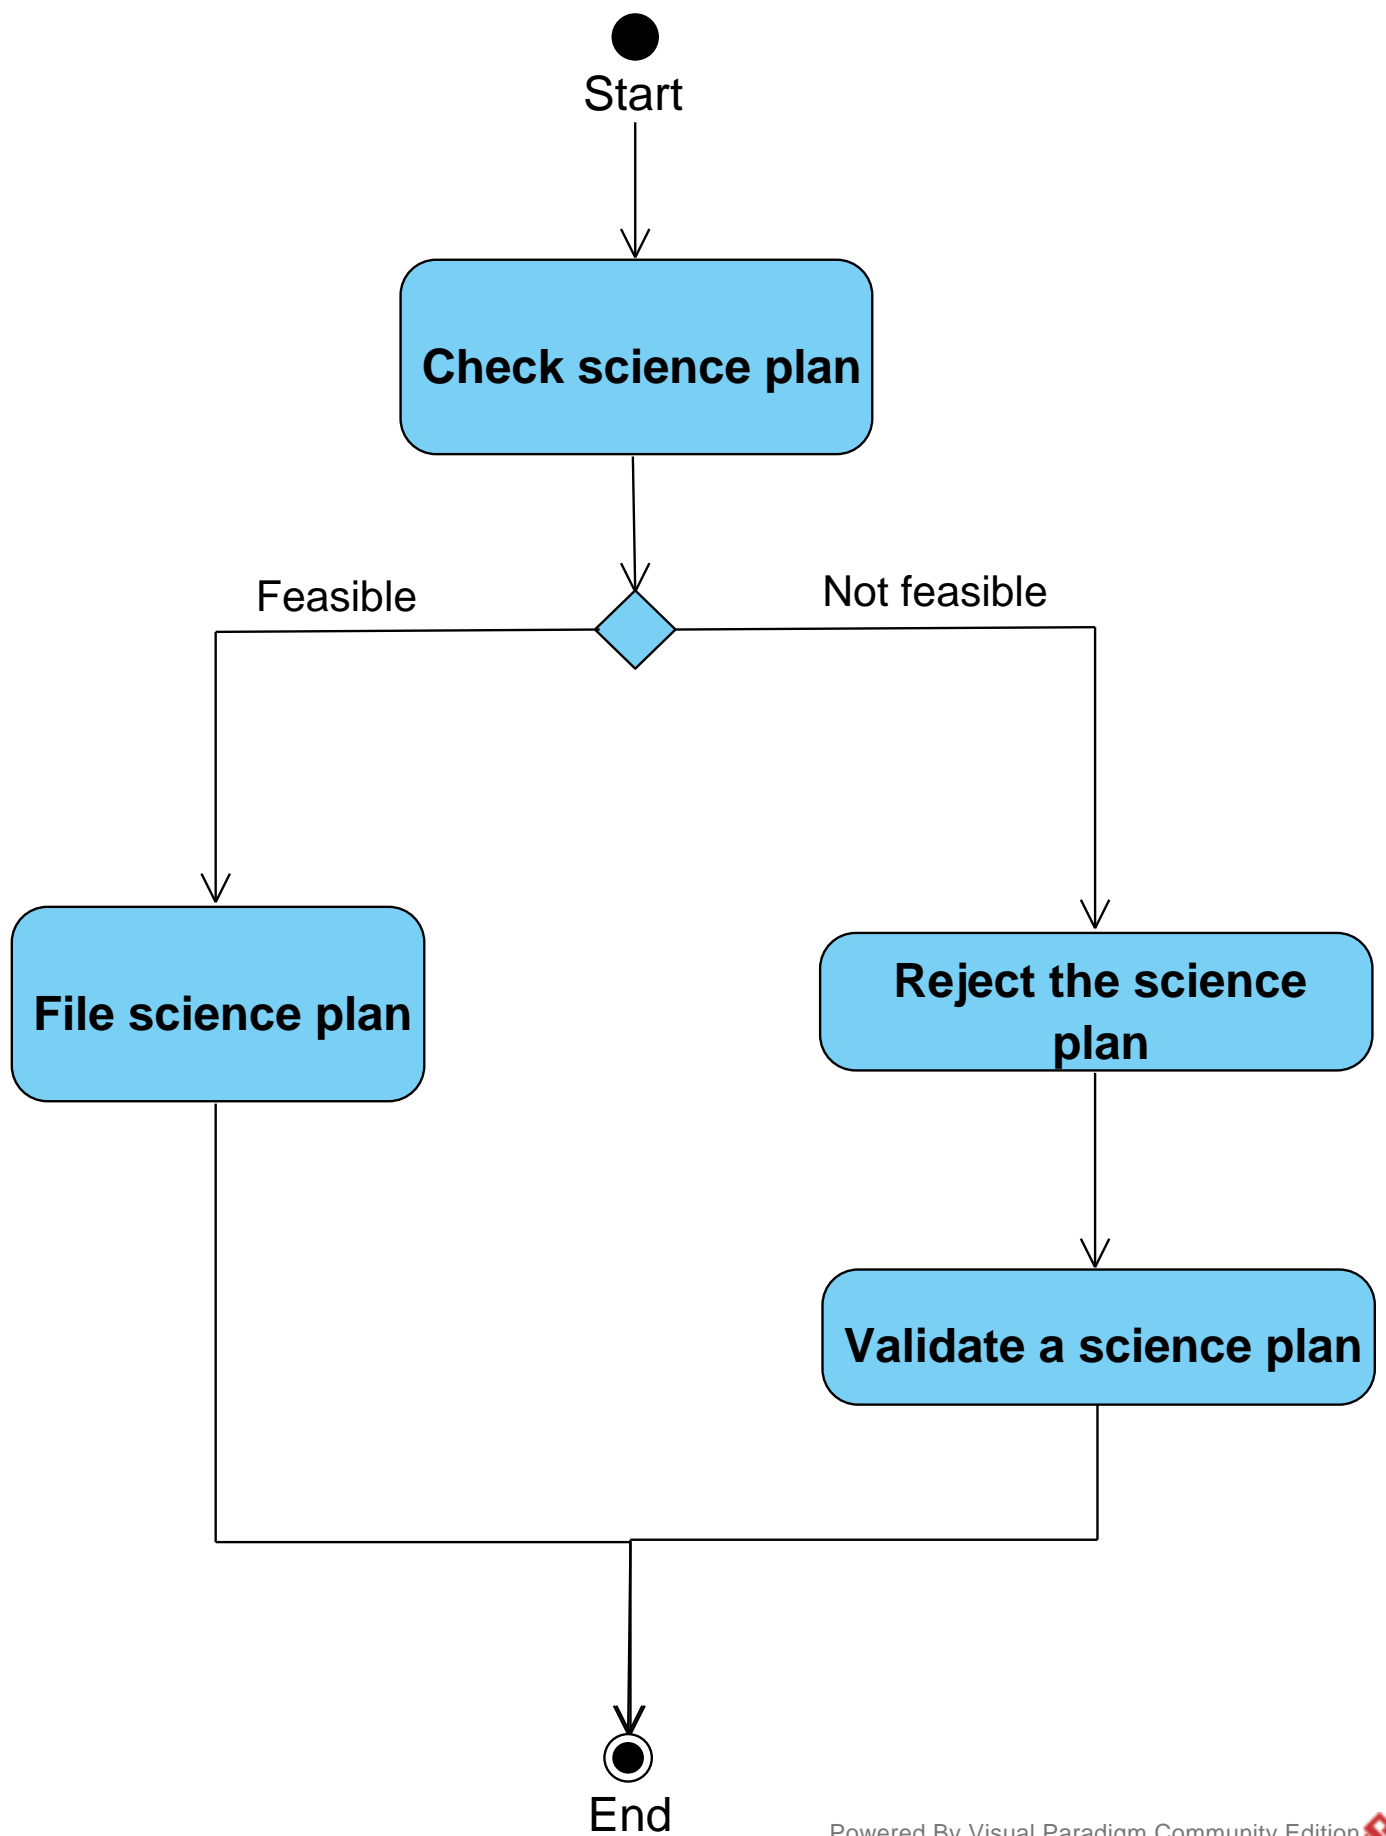 Start
Check science plan
Feasible
Not feasible
File science plan
Reject the science
plan
Validate a science plan
End
Powered By Visual Paradigm Community Edition